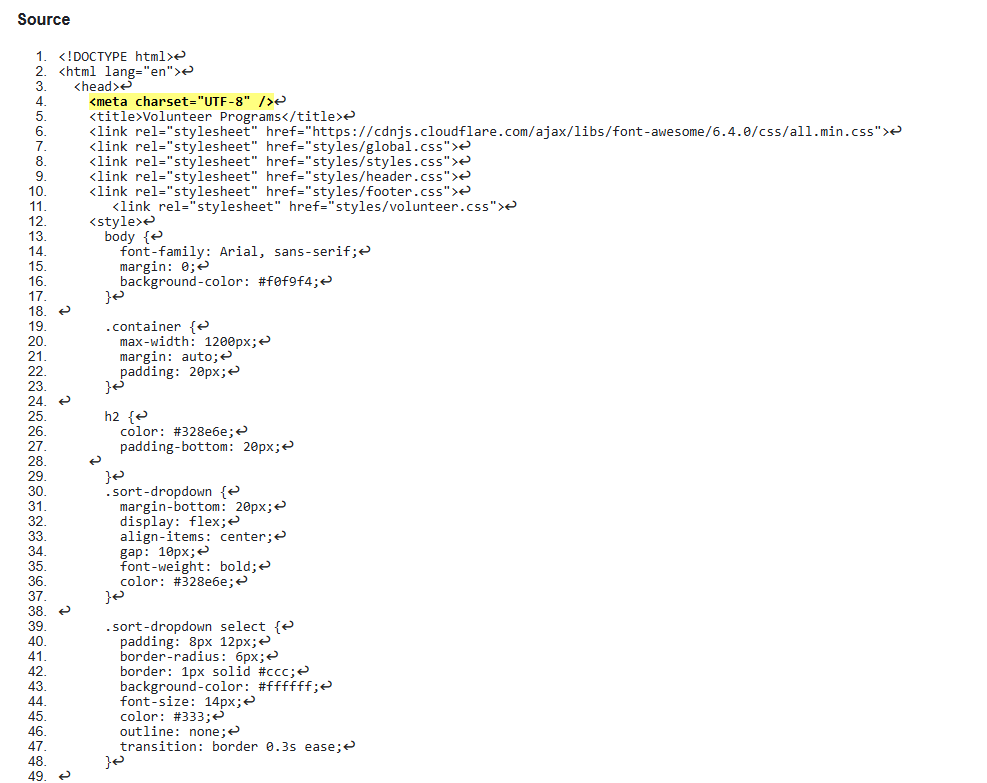 Source
1. <!DOCTYPE html>↩
2. <html lang="en">↩
3.   <head>↩
4.     <meta charset="UTF-8" />↩
5.     <title>Volunteer Programs</title>↩
6.     <link rel="stylesheet" href="https://cdnjs.cloudflare.com/ajax/libs/font-awesome/6.4.0/css/all.min.css">↩
7.     <link rel="stylesheet" href="styles/global.css">↩
8.     <link rel="stylesheet" href="styles/styles.css">↩
9.     <link rel="stylesheet" href="styles/header.css">↩
10.     <link rel="stylesheet" href="styles/footer.css">↩
11.        <link rel="stylesheet" href="styles/volunteer.css">↩
12.     <style>↩
13.       body {↩
14.         font-family: Arial, sans-serif;↩
15.         margin: 0;↩
16.         background-color: #f0f9f4;↩
17.       }↩
18. ↩
19.       .container {↩
20.         max-width: 1200px;↩
21.         margin: auto;↩
22.         padding: 20px;↩
23.       }↩
24. ↩
25.       h2 {↩
26.         color: #328e6e;↩
27.         padding-bottom: 20px;↩
28.     ↩
29.       }↩
30.       .sort-dropdown {↩
31.         margin-bottom: 20px;↩
32.         display: flex;↩
33.         align-items: center;↩
34.         gap: 10px;↩
35.         font-weight: bold;↩
36.         color: #328e6e;↩
37.       }↩
38. ↩
39.       .sort-dropdown select {↩
40.         padding: 8px 12px;↩
41.         border-radius: 6px;↩
42.         border: 1px solid #ccc;↩
43.         background-color: #ffffff;↩
44.         font-size: 14px;↩
45.         color: #333;↩
46.         outline: none;↩
47.         transition: border 0.3s ease;↩
48.       }↩
49. ↩